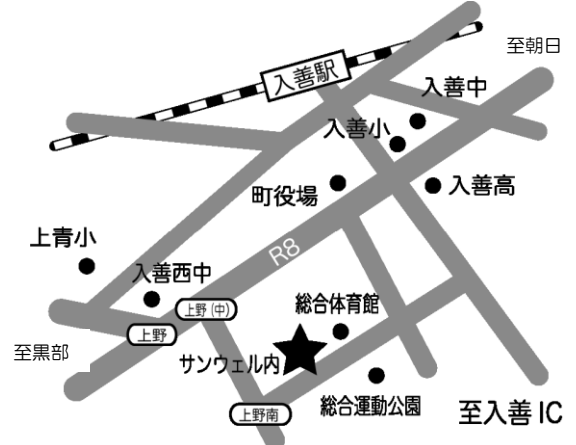 至朝日
入善駅
入善中
入善小
町役場
入善高
上青小
R8
入善西中
上野(中)
総合体育館
上野
至黒部
サンウェル内
上野南
総合運動公園
至入善IC